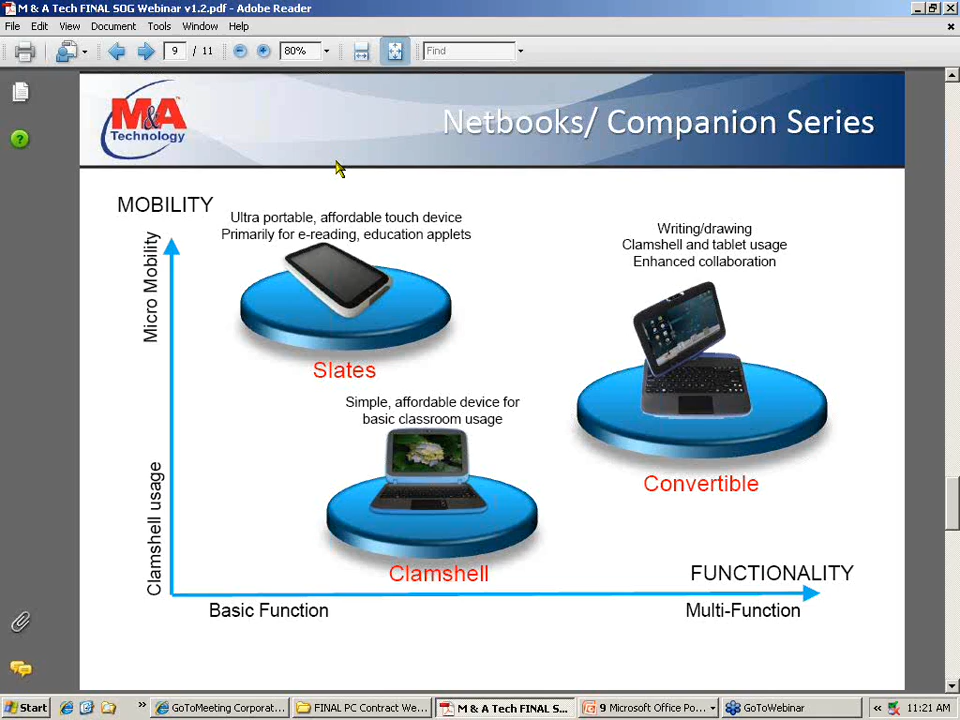 M & A Tech FINAL SOG Webinar v1.2.pdf - Adobe Reader
File Edit View Document Tools Window Help
9 / 11 80% Find
M&A
Technology
Netbooks/ Companion Series
MOBILITY
Micro Mobility
Clamshell usage
Ultra portable, affordable touch device
Primarily for e-reading, education applets
Slates
Writing/drawing
Clamshell and tablet usage
Enhanced collaboration
Convertible
Simple, affordable device for
basic classroom usage
Clamshell
FUNCTIONALITY
Basic Function
Multi-Function
Start
GoToMeeting Corporat...
FINAL PC Contract We...
M & A Tech FINAL S...
9 Microsoft Office Po...
GoToWebinar
11:21 AM